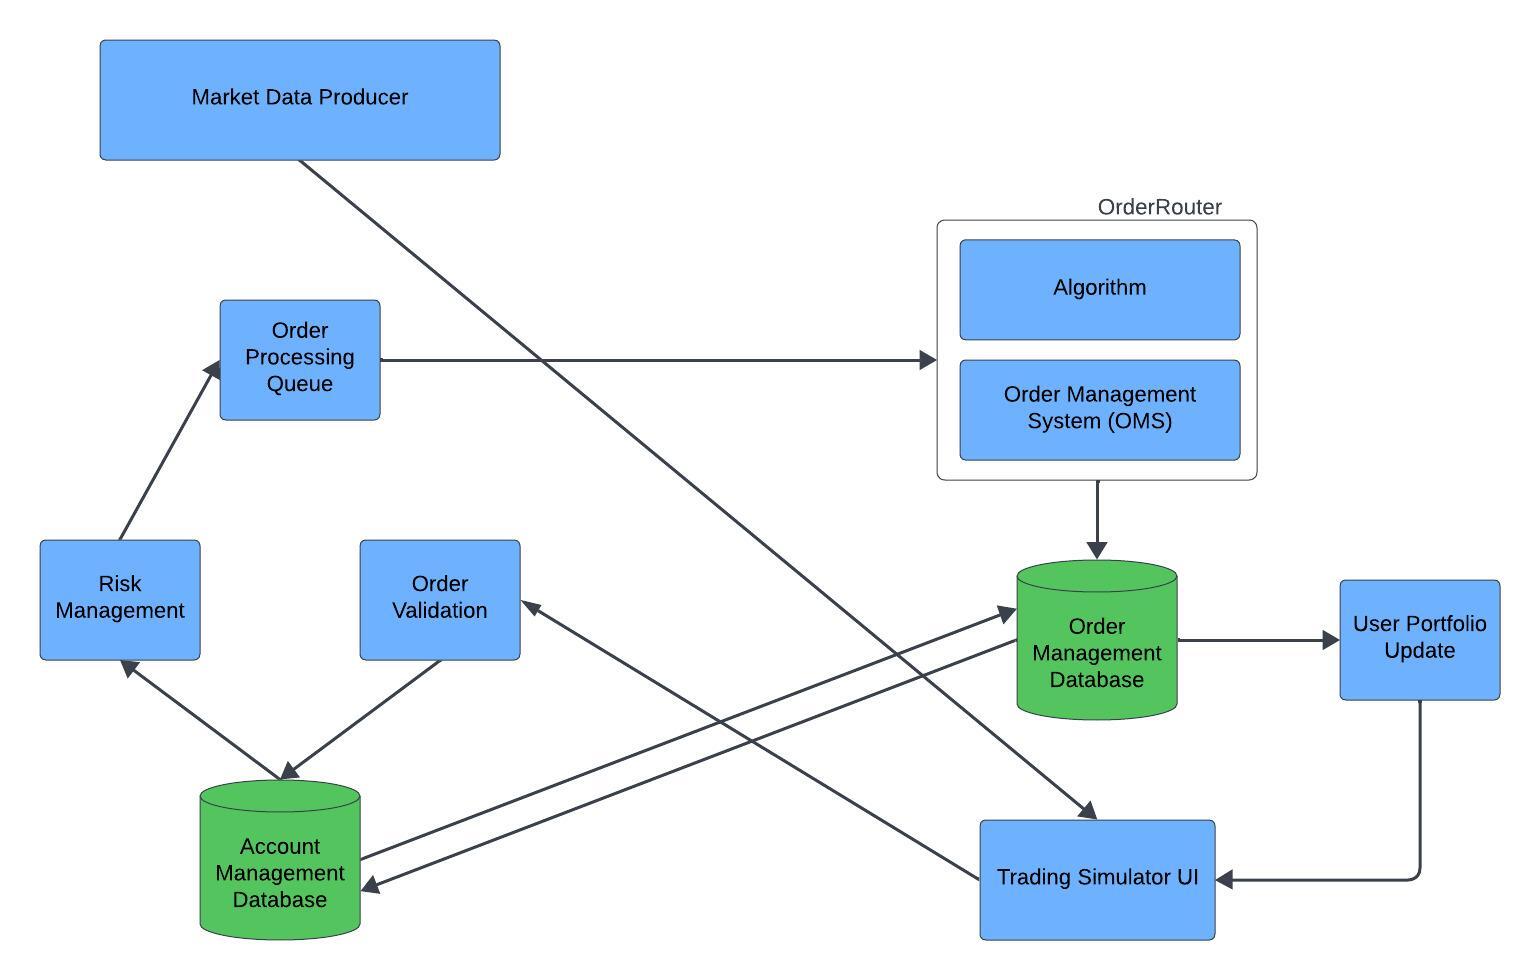 Market Data Producer
OrderRouter
Algorithm
Order
Processing
Queue
Order Management
System (OMS)
Risk
Management
Order
Validation
Order
Management
Database
User Portfolio
Update
Account
Management
Database
Trading Simulator UI